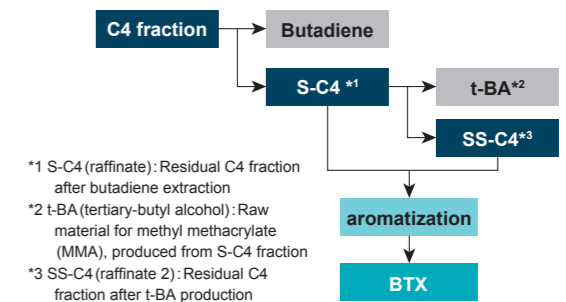 C4 fraction
Butadiene
S-C4 *1
t-BA*2
SS-C4*3
*1 S-C4 (raffinate): Residual C4 fraction
after butadiene extraction
*2 t-BA (tertiary-butyl alcohol): Raw
material for methyl methacrylate
(MMA), produced from S-C4 fraction
*3 SS-C4 (raffinate 2): Residual C4
fraction after t-BA production
aromatization
BTX